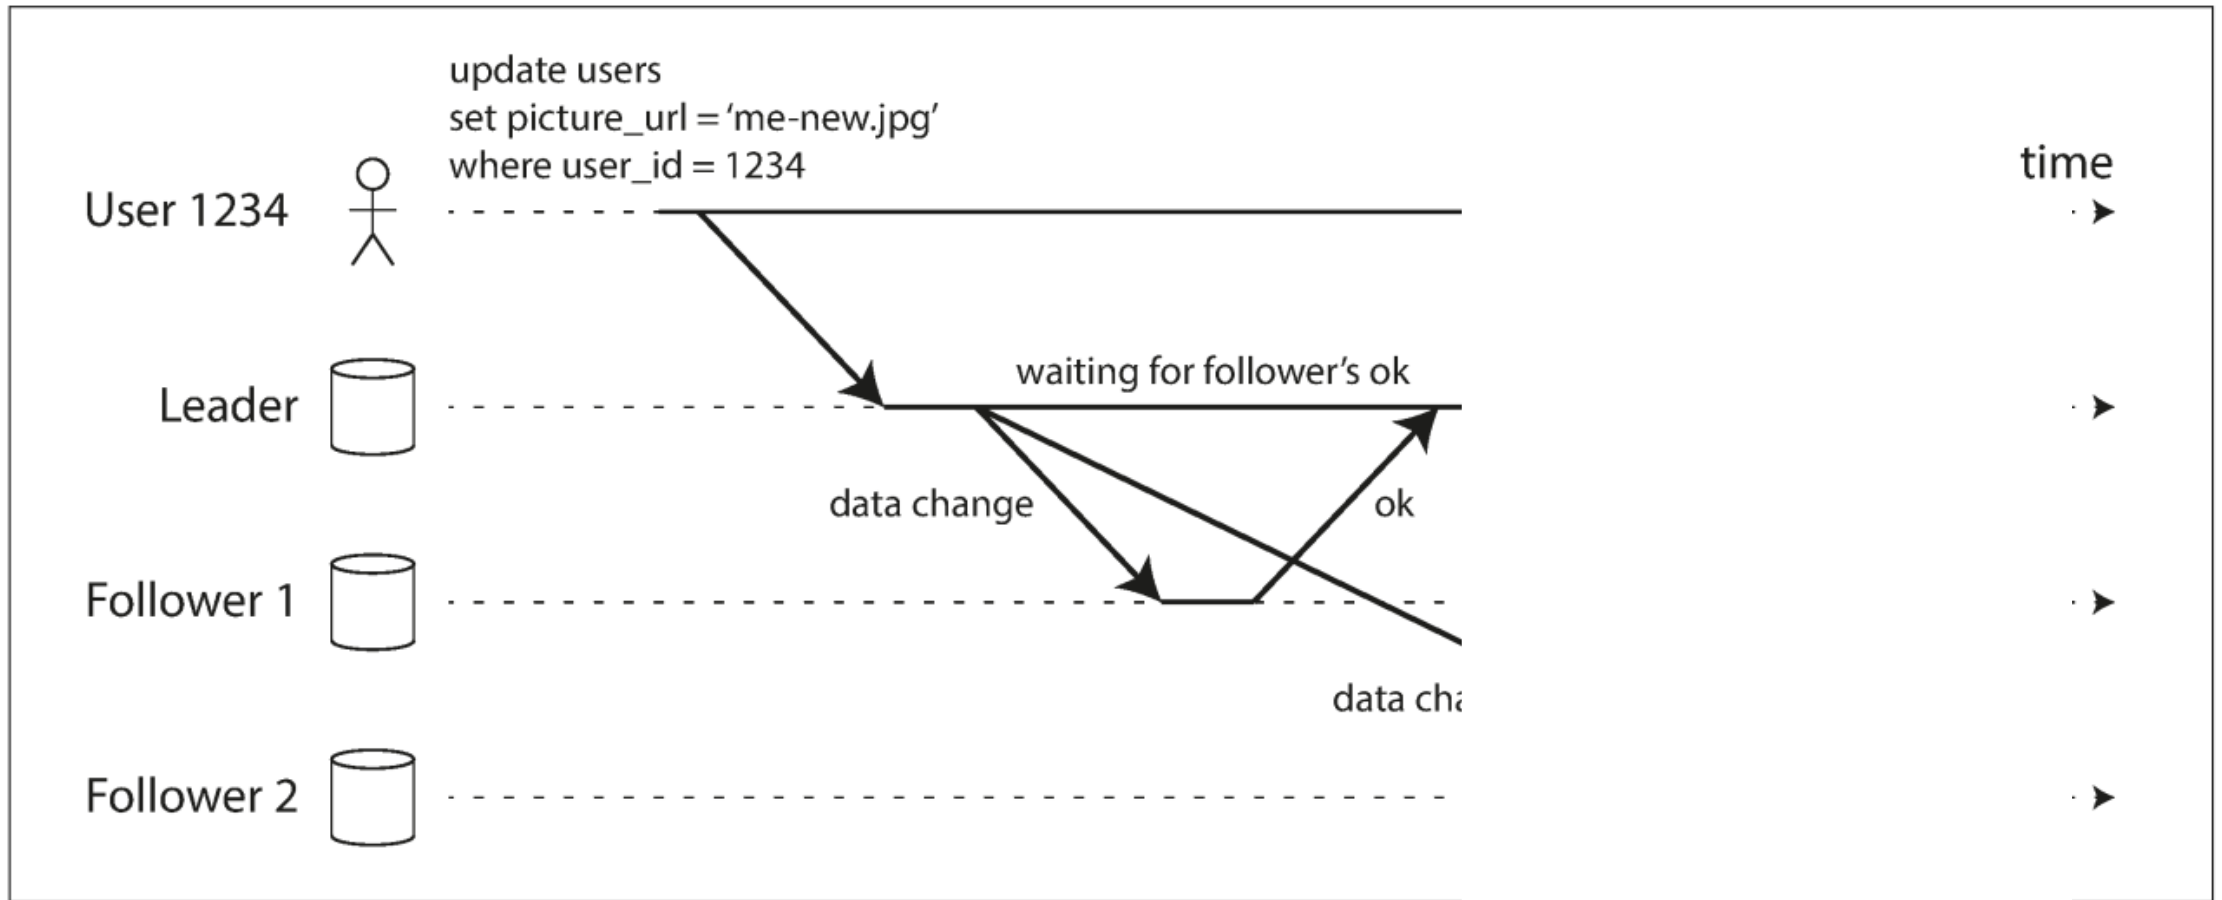 update users
set picture_url = ‘me-new.jpg’
where user_id = 1234
time
User 1234
waiting for follower’s ok
Leader
data change
ok
Follower 1
data
Follower 2